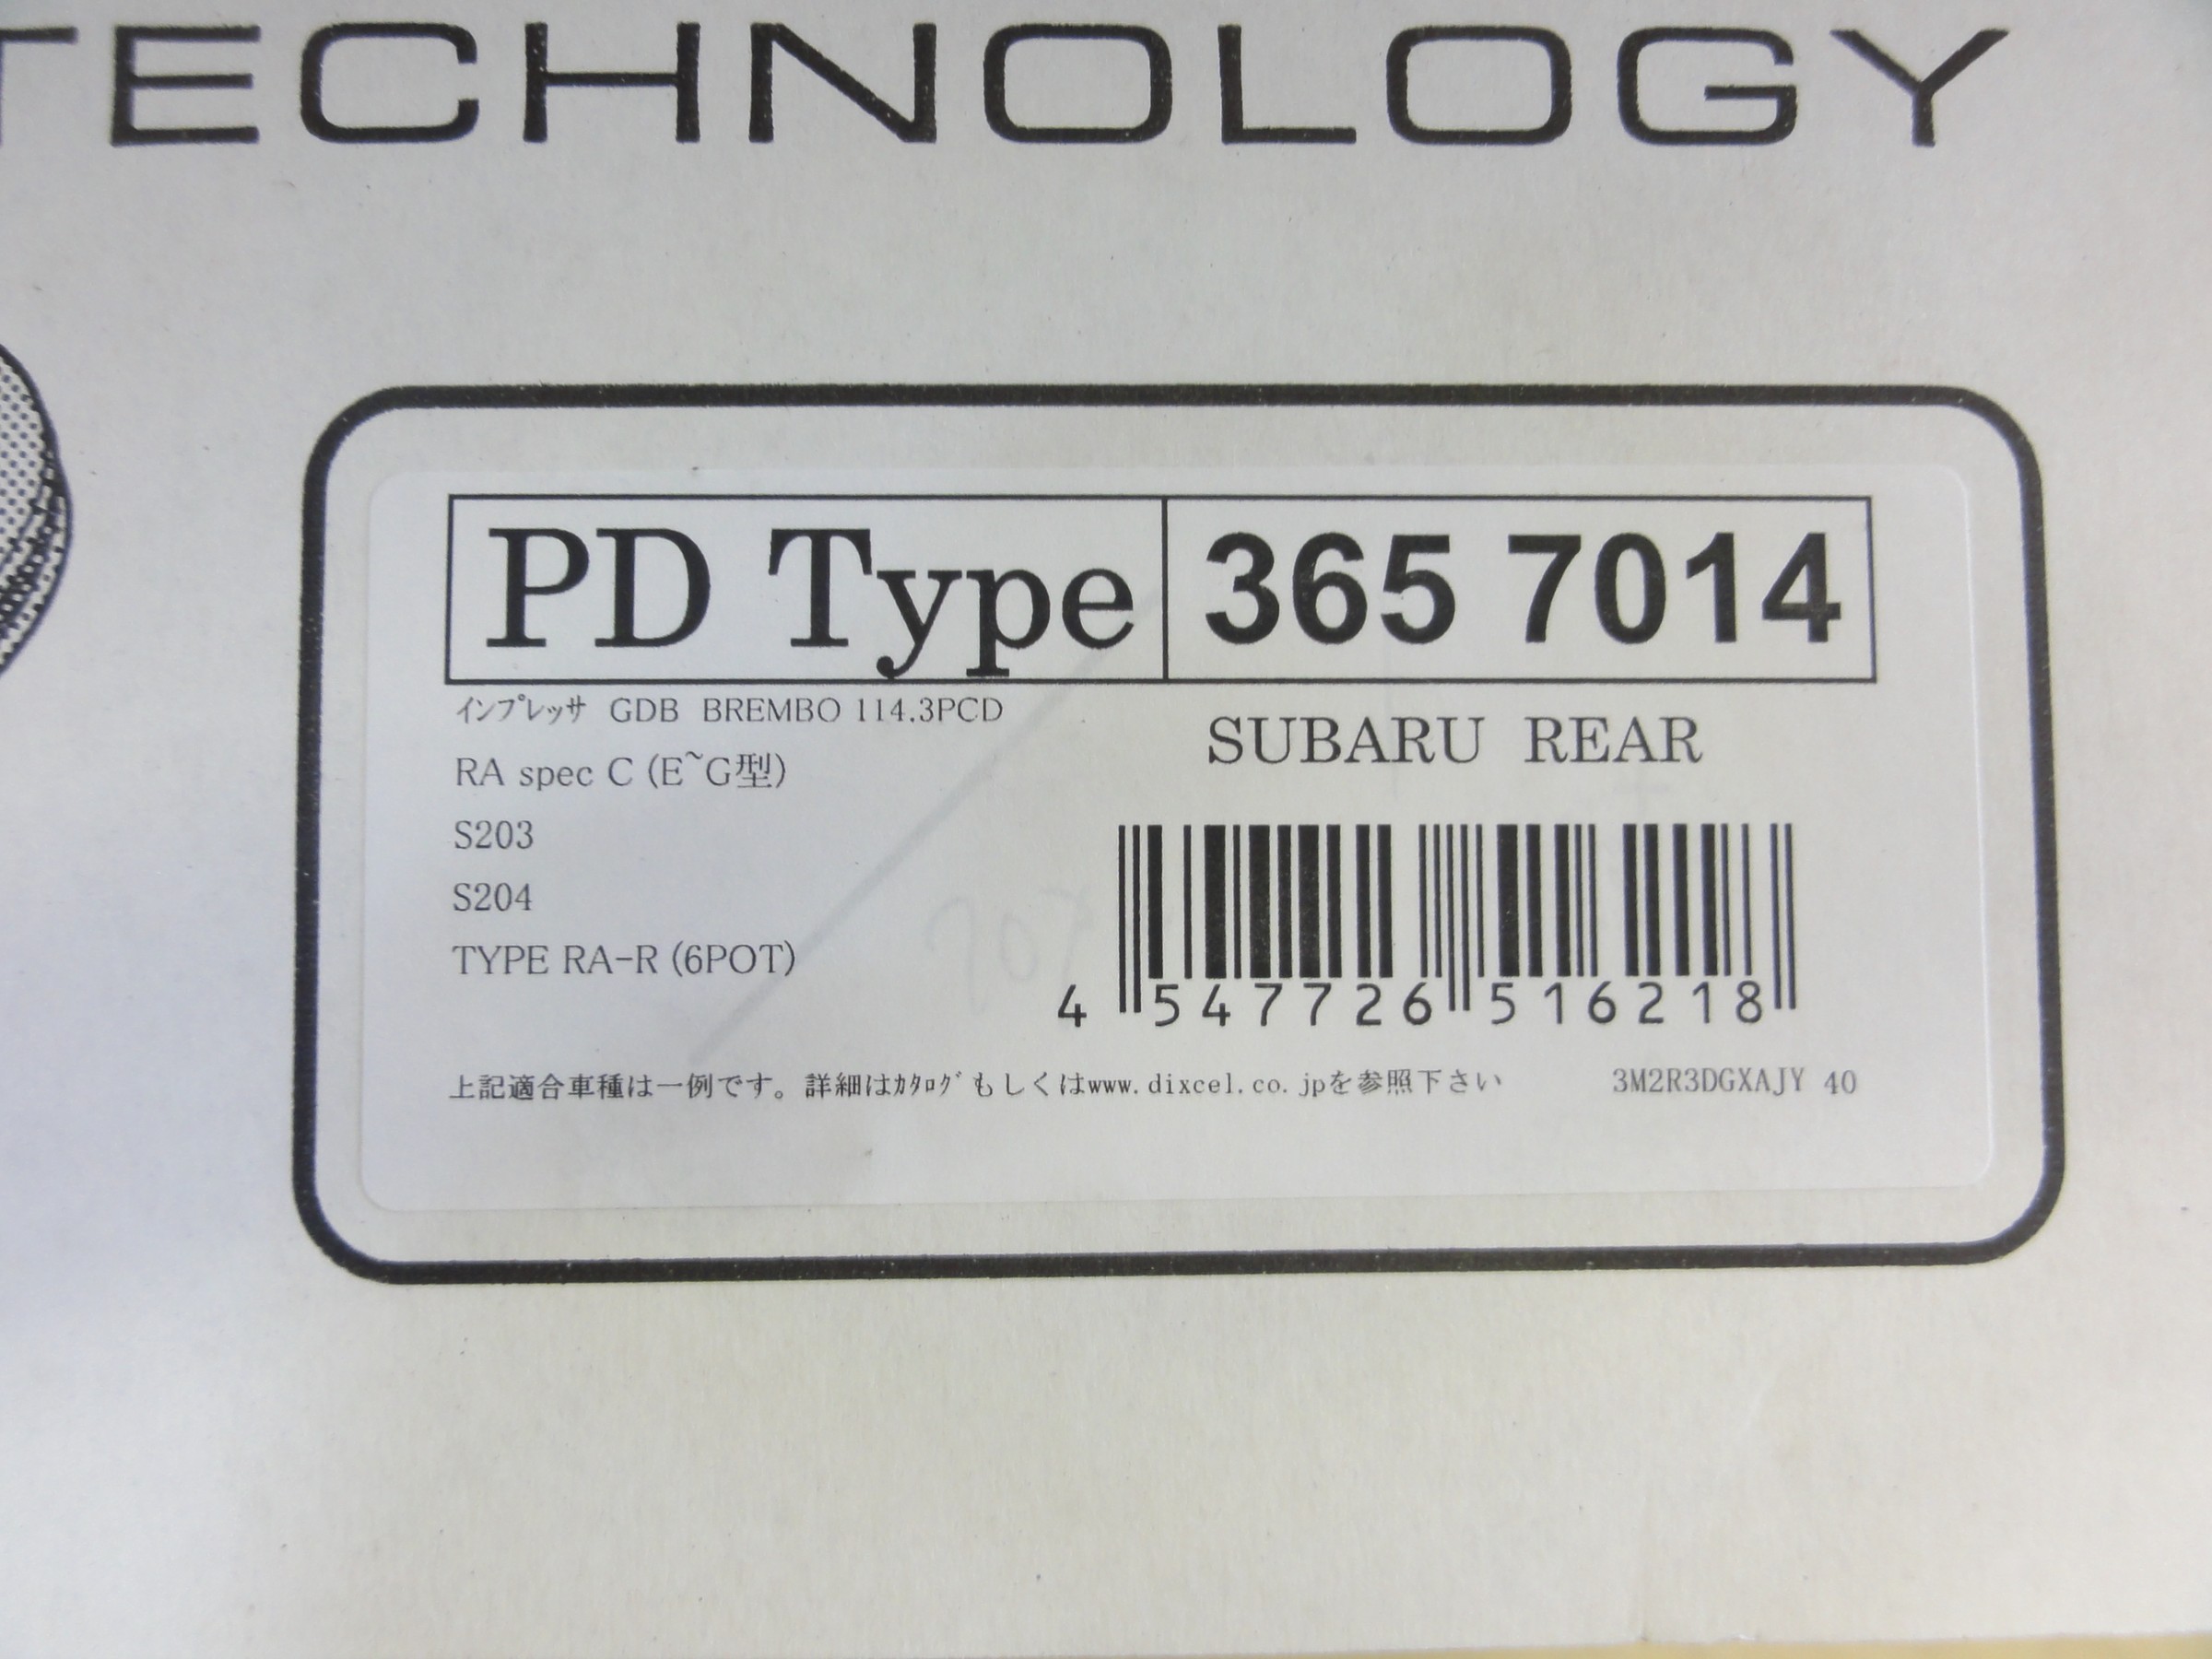 TECHNOLOGY
PD Type 365 7014
インプレッサ GDB BREMBO 114.3PCD
SUBARU REAR
RA spec C (E~G型)
S203
S204
TYPE RA-R (6POT)
4 547726 516218
上記適合車種は一例です。詳細はカタログもしくはwww.dixcel.co.jpを参照下さい 3M2R3DGXAJY 40